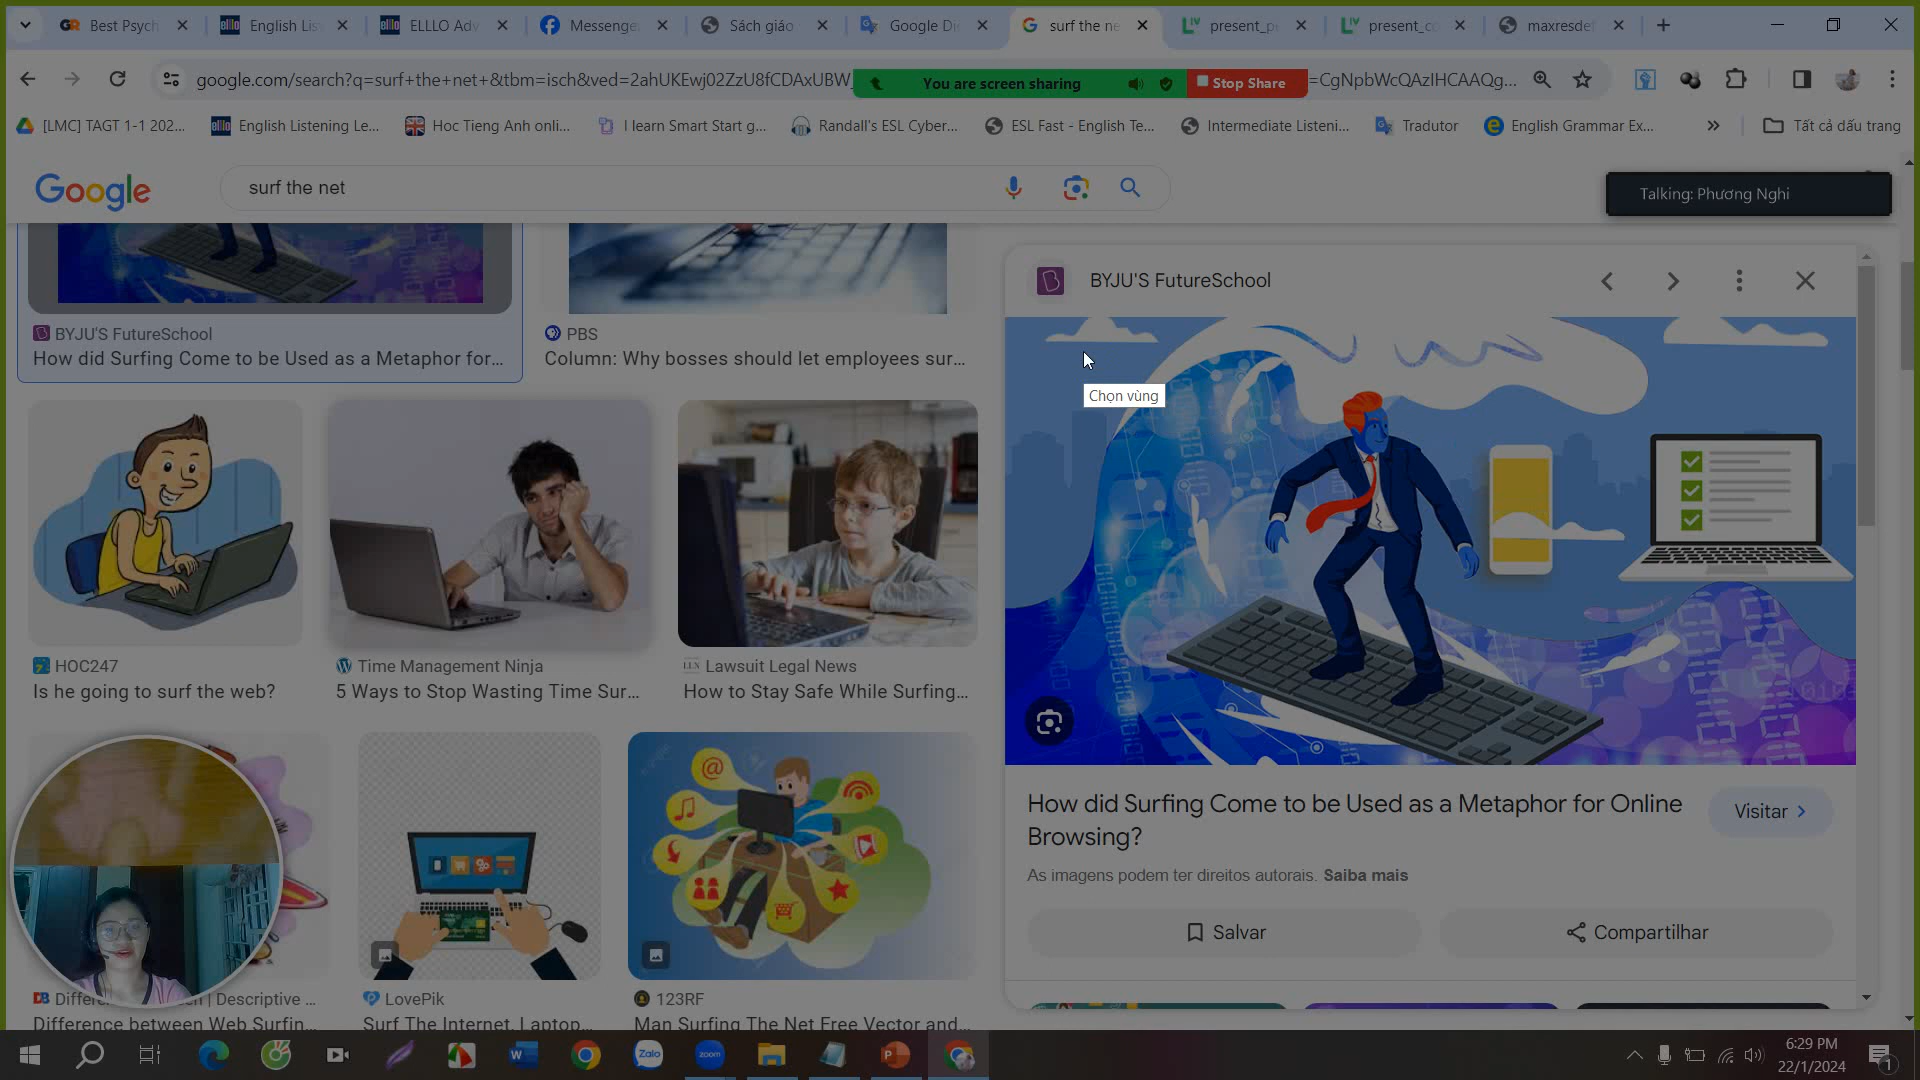 Best Psych
English Lis
ELLLO Adv
Messenge
Sách giáo
Google Di
surf the ne
present_p
present_co
maxresdef
google.com/search?q=surf+the+net+&tbm=isch&ved=2ahUKEwj02ZzU8fCDAxUBW
You are screen sharing
Stop Share
=CgNpbWcQAzIHCAAQg...
[LMC] TAGT 1-1 202...
English Listening Le...
Hoc Tieng Anh onli...
I learn Smart Start g...
Randall's ESL Cyber...
ESL Fast - English Te...
Intermediate Listeni...
Tradutor
English Grammar Ex...
Tất cả dấu trang
Google
surf the net
Talking: Phương Nghi
BYJU'S FutureSchool
How did Surfing Come to be Used as a Metaphor for...
PBS
Column: Why bosses should let employees sur...
BYJU'S FutureSchool
Chọn vùng
HOC247
Is he going to surf the web?
Time Management Ninja
5 Ways to Stop Wasting Time Sur...
Lawsuit Legal News
How to Stay Safe While Surfing...
How did Surfing Come to be Used as a Metaphor for Online
Browsing?
Visitar
As imagens podem ter direitos autorais. Saiba mais
Salvar
Compartilhar
| Descriptive ...
Difference between Web Surfin...
LovePik
Surf The Internet, Laptop...
123RF
Man Surfing The Net Free Vector and...
Zalo
zoom
6:29 PM
22/1/2024
1